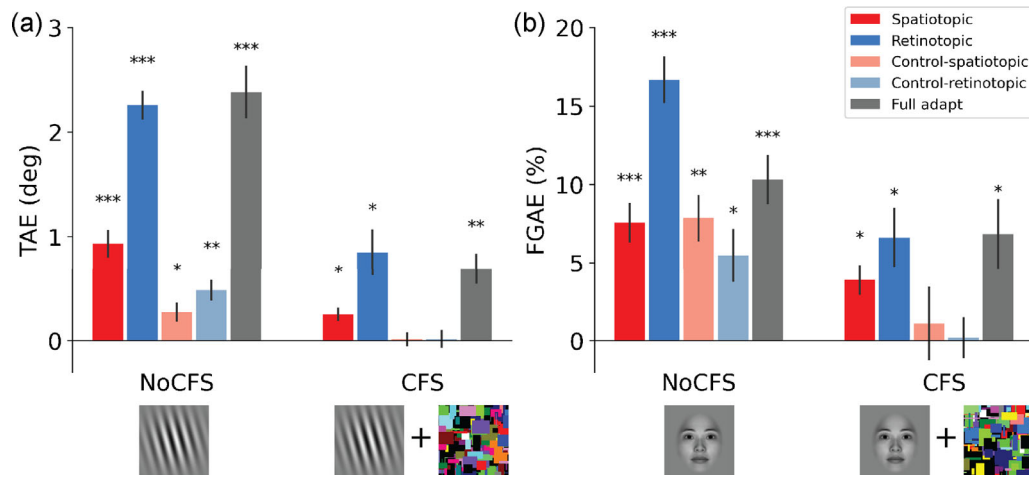 (a)
TAE (deg)
3
2
1
0
***
***
*
**
***
*
*
**
NoCFS
CFS
+
(b)
FGAE (%)
20
15
10
5
0
***
***
**
*
***
*
*
*
NoCFS
CFS
+
Spatiotopic
Retinotopic
Control-spatiotopic
Control-retinotopic
Full adapt